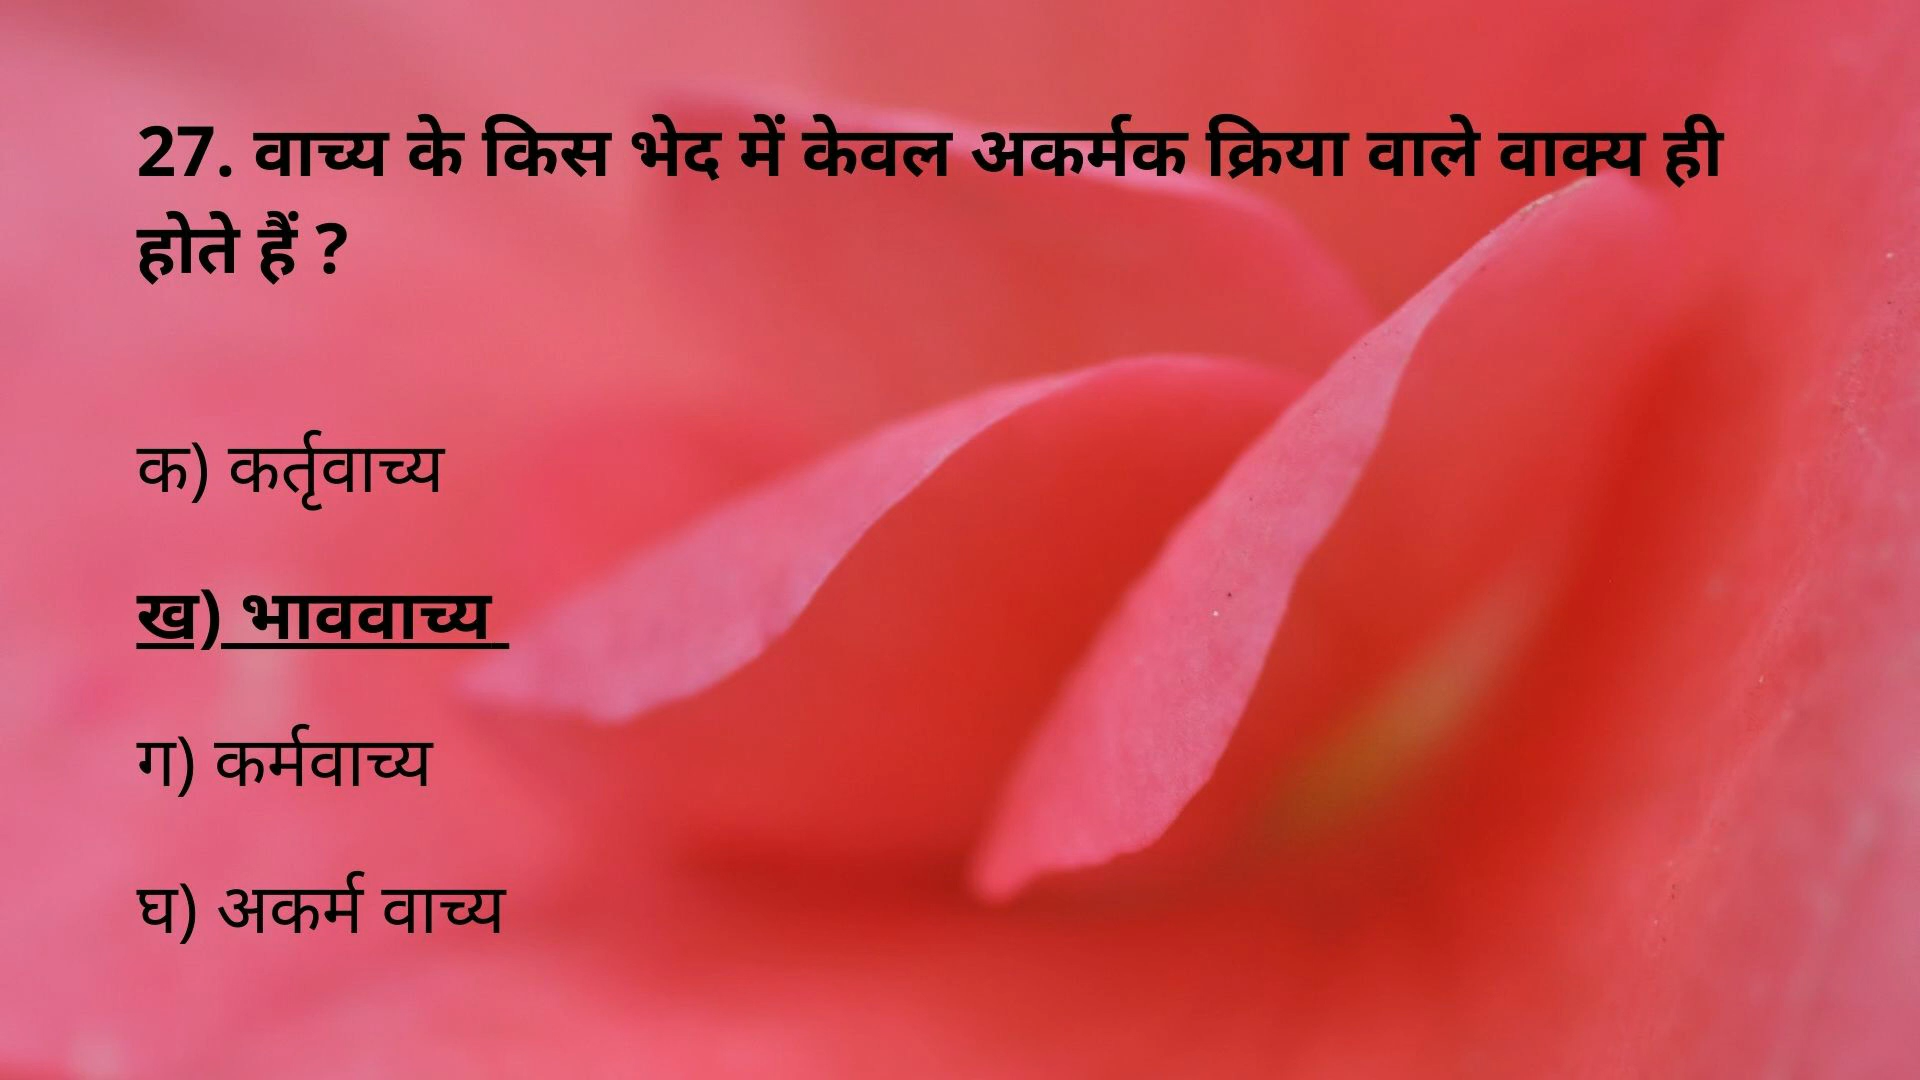 27. वाच्य के किस भेद में केवल अकर्मक क्रिया वाले वाक्य ही
होते हैं ?
क) कर्तृवाच्य
ख) भाववाच्य
ग) कर्मवाच्य
घ) अकर्म वाच्य